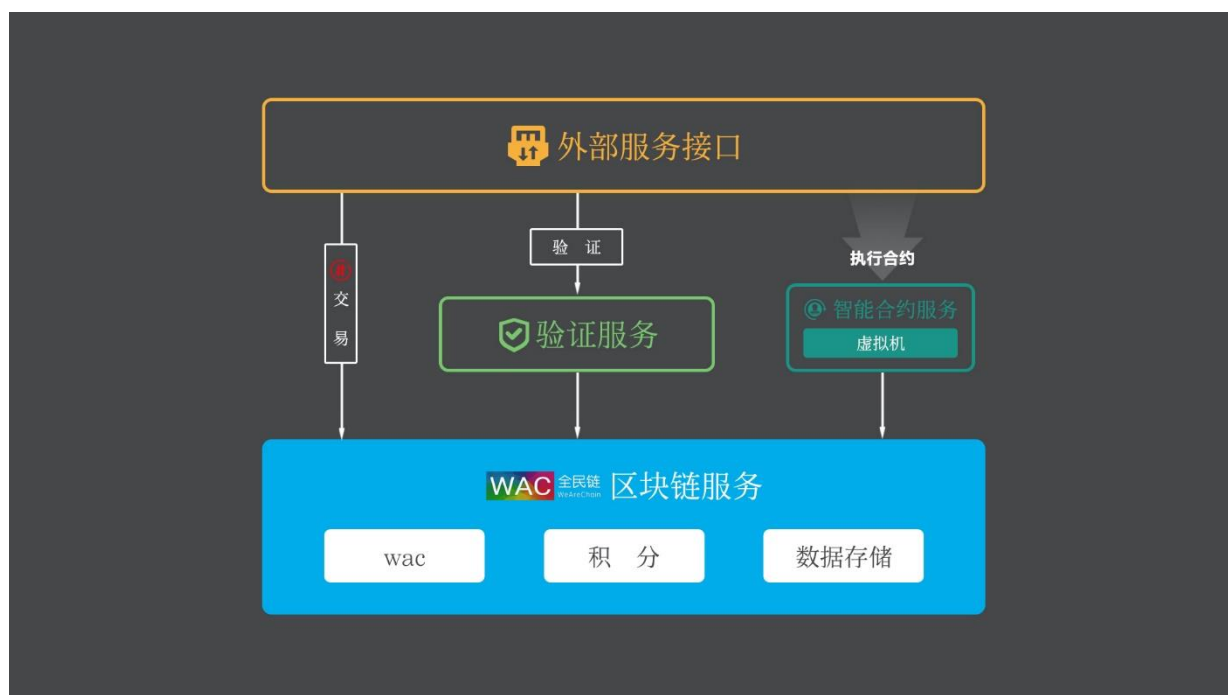 外部服务接口
交
易
验 证
执行合约
验证服务
智能合约服务
虚拟机
WAC 全民链 WeAreChain 区块链服务
wac
积 分
数据存储